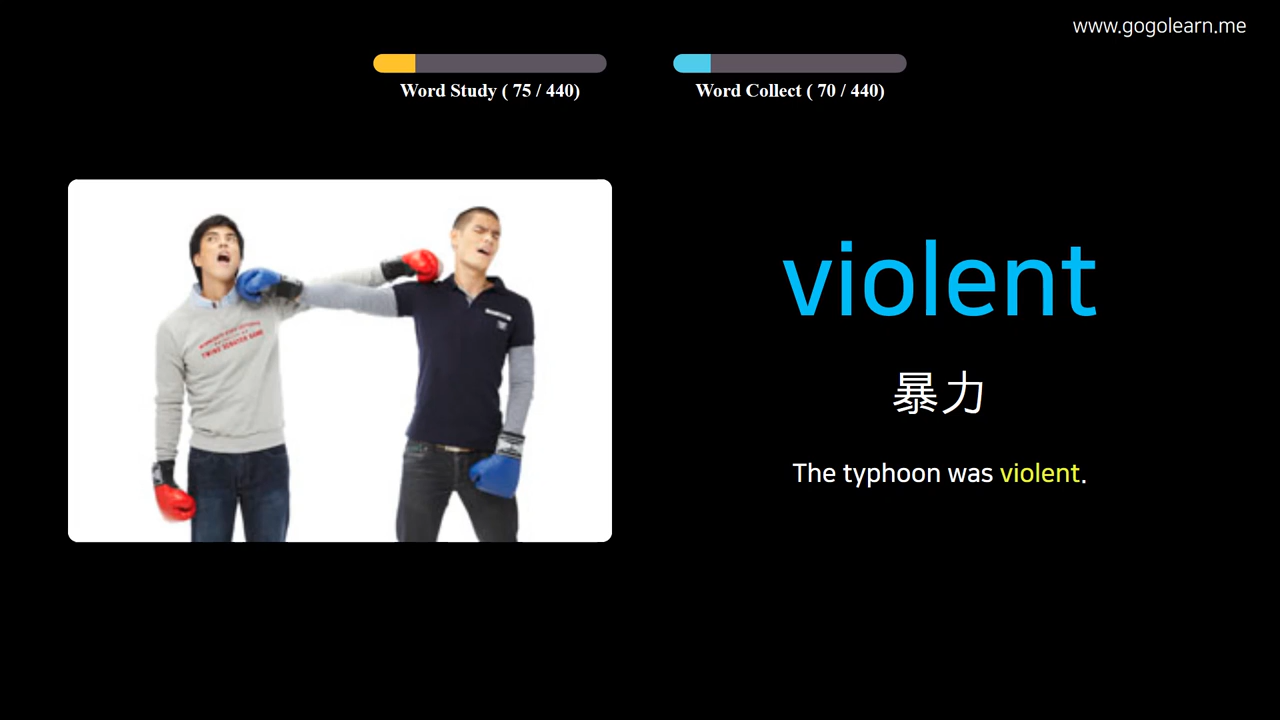 www.gogolearn.me
Word Study ( 75 / 440)
Word Collect ( 70 / 440)
violent
暴力
The typhoon was violent.